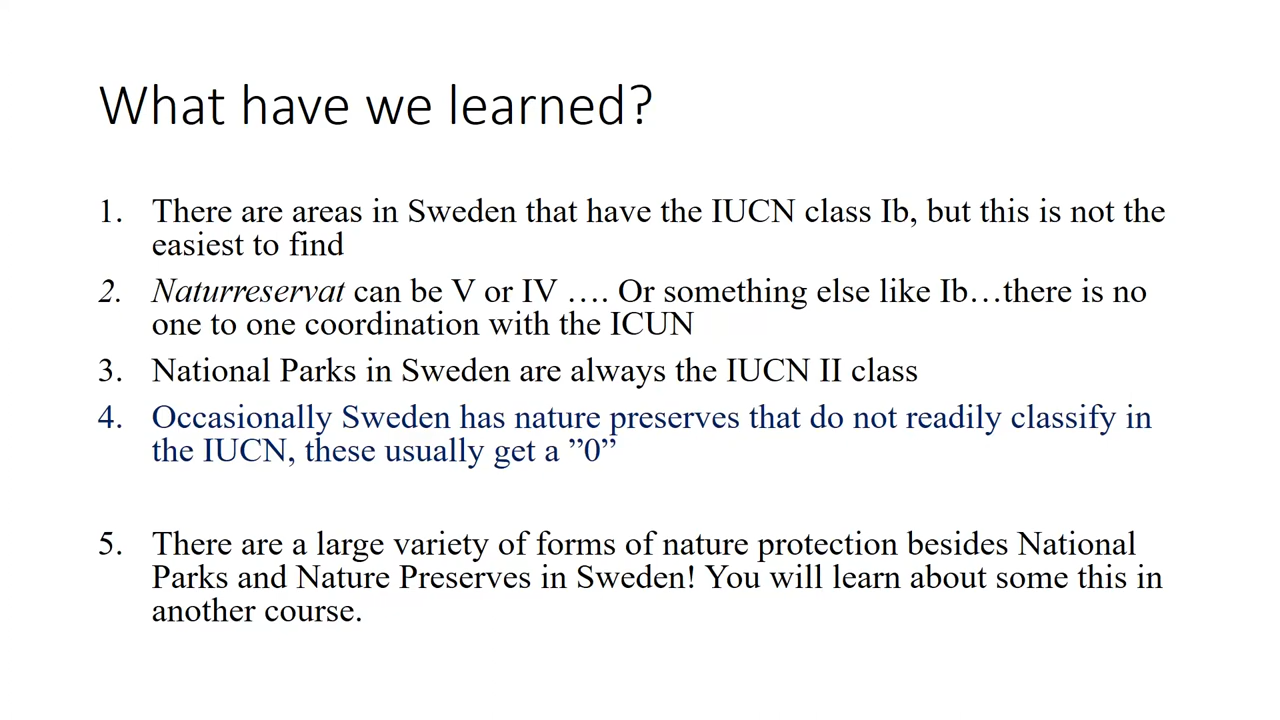 What have we learned?
1. There are areas in Sweden that have the IUCN class Ib, but this is not the
easiest to find
2. Naturreservat can be V or IV …. Or something else like Ib…there is no
one to one coordination with the ICUN
3. National Parks in Sweden are always the IUCN II class
4. Occasionally Sweden has nature preserves that do not readily classify in
the IUCN, these usually get a ”0”
5. There are a large variety of forms of nature protection besides National
Parks and Nature Preserves in Sweden! You will learn about some this in
another course.